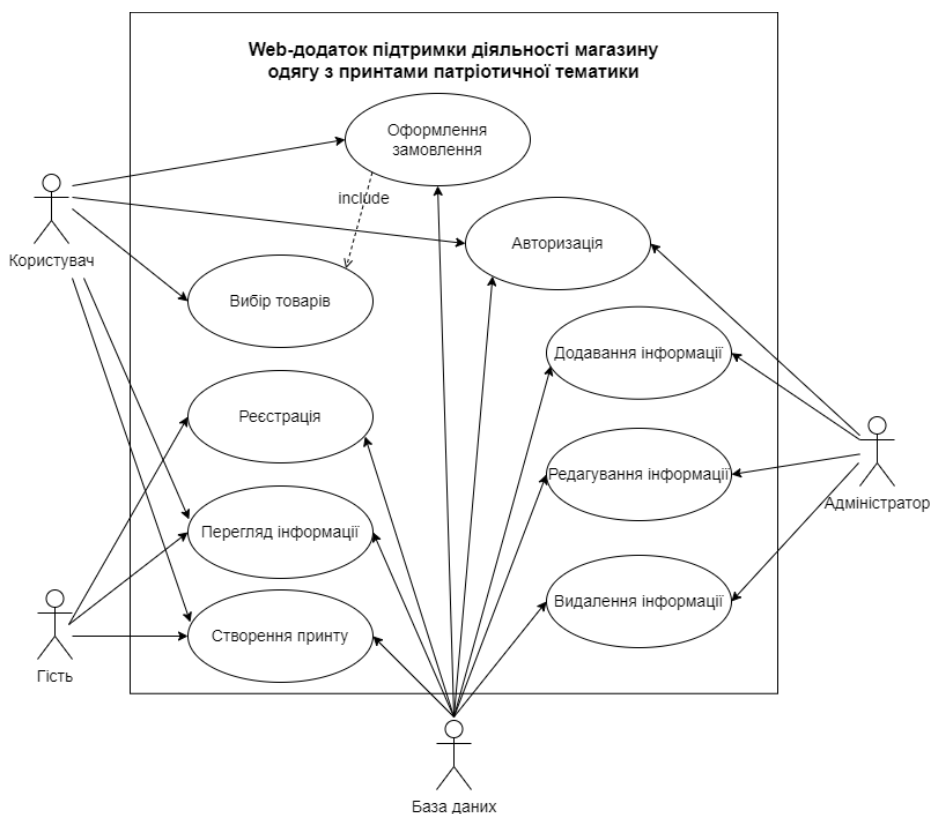 Web-додаток підтримки діяльності магазину
одягу з принтами патріотичної тематики
Оформлення
замовлення
include
Користувач
Авторизація
Вибір товарів
Додавання інформації
Реєстрація
Редагування інформації
Адміністратор
Перегляд інформації
Видалення інформації
Створення принту
Гість
База даних